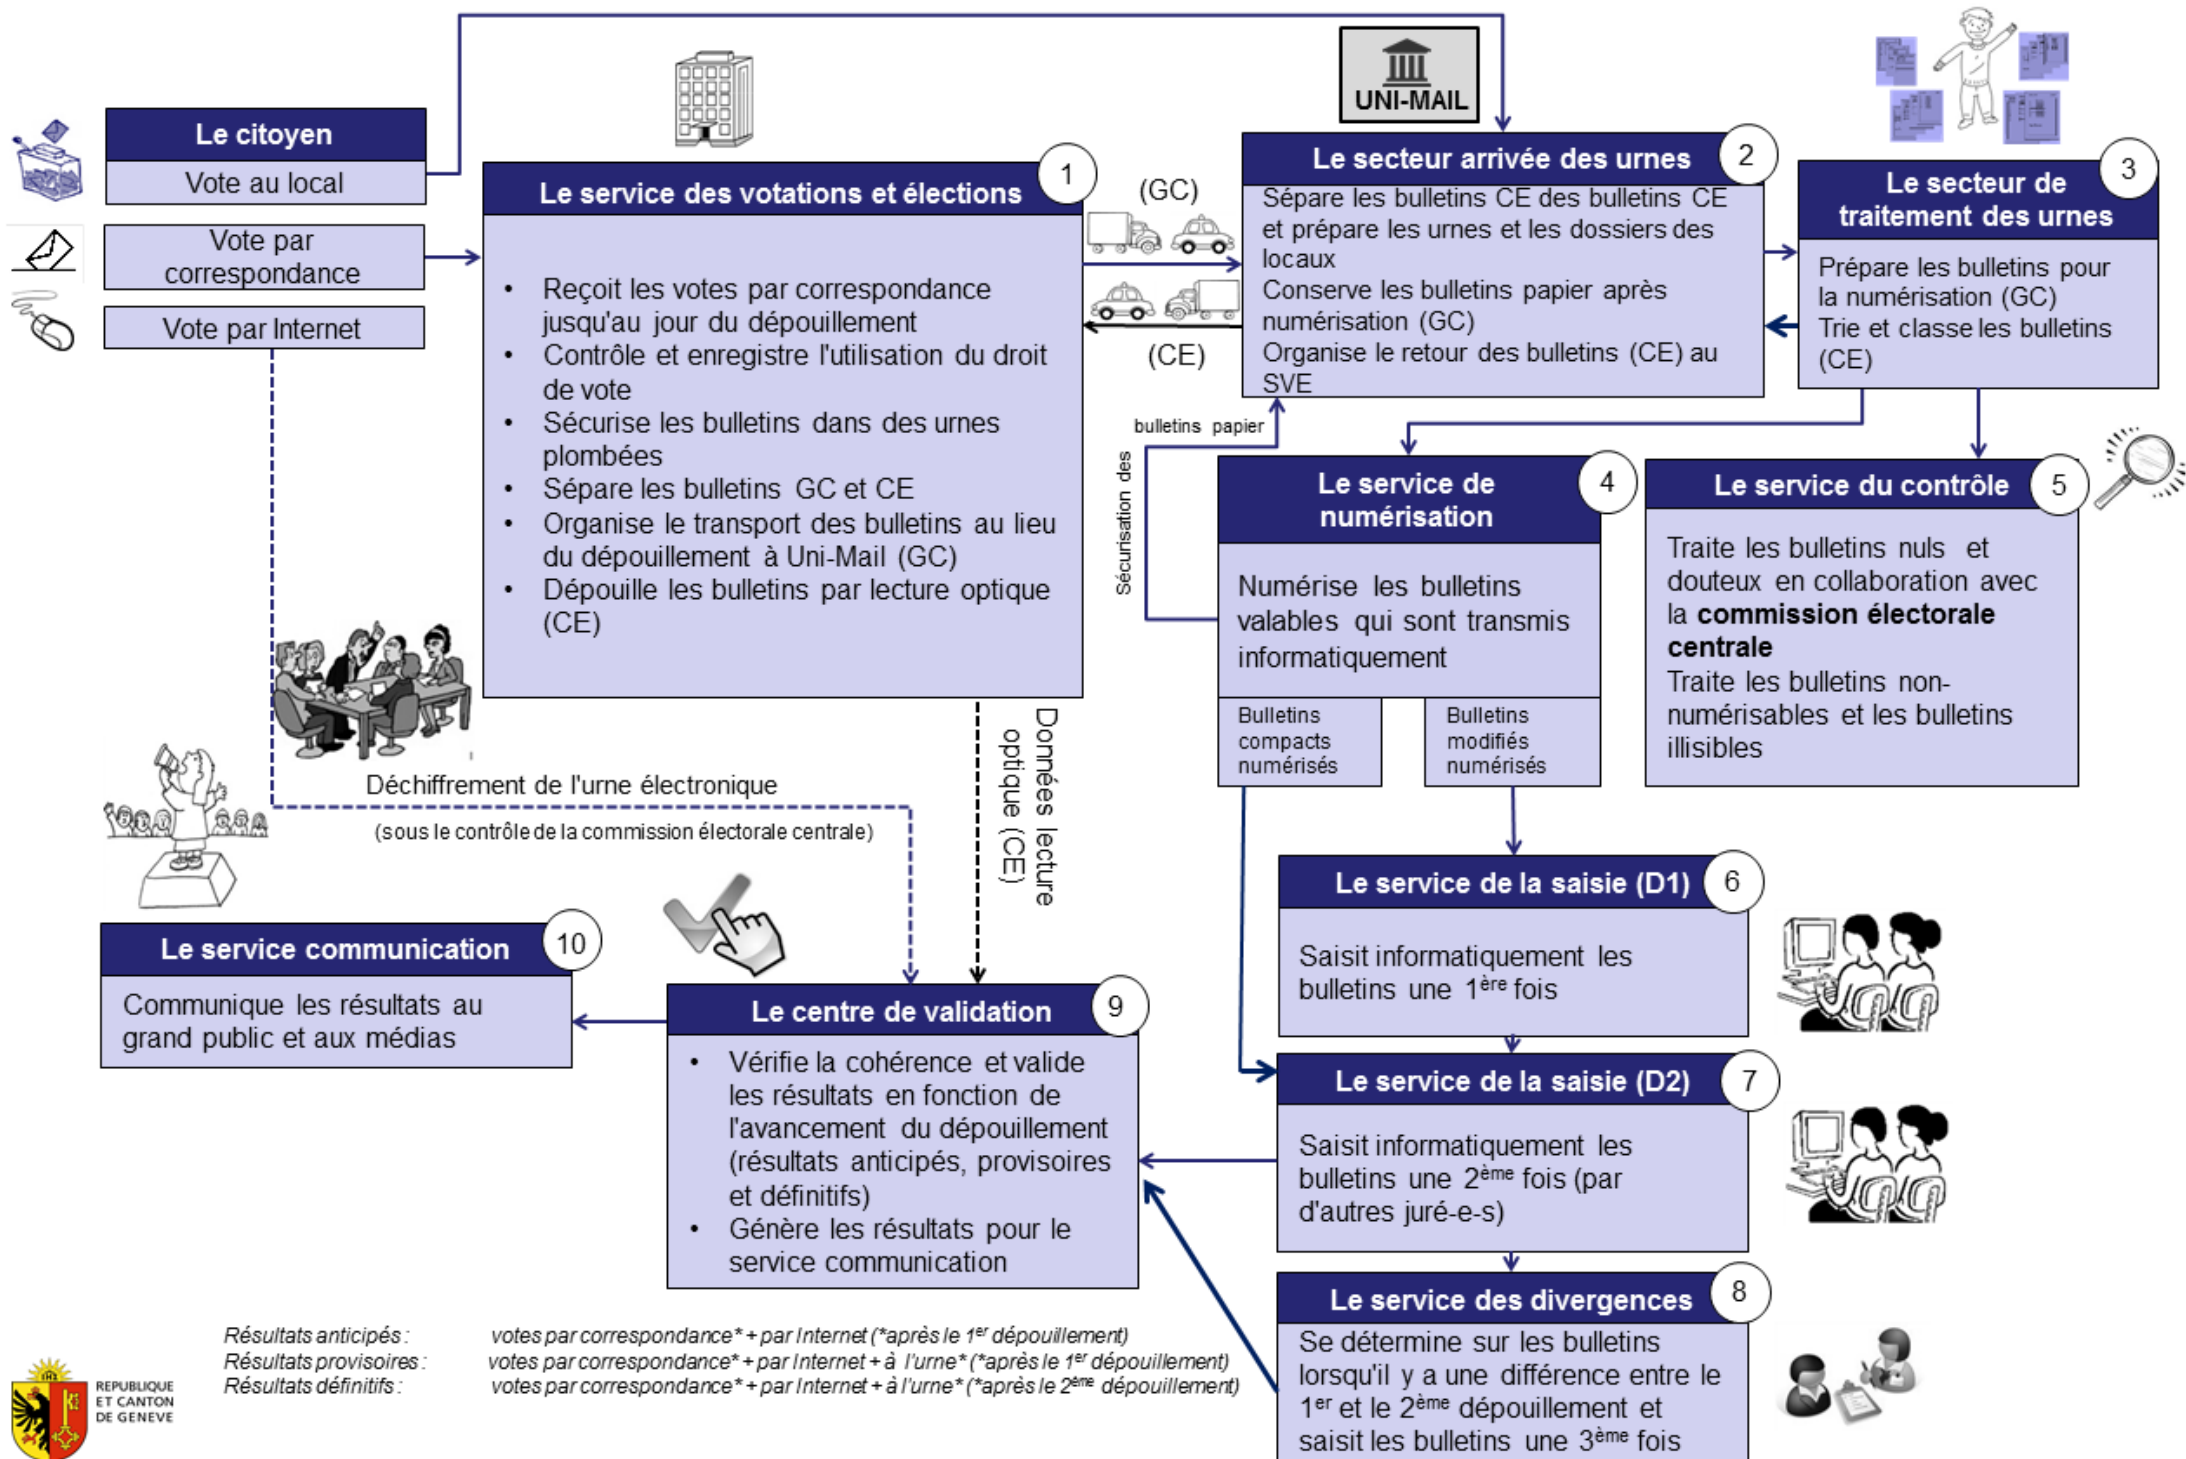 UNI-MAIL
Le citoyen
Vote au local
Vote par
correspondance
Vote par Internet
Le service des votations et élections
1
• Reçoit les votes par correspondance
jusqu'au jour du dépouillement
• Contrôle et enregistre l'utilisation du droit
de vote
• Sécurise les bulletins dans des urnes
plombées
• Sépare les bulletins GC et CE
• Organise le transport des bulletins au lieu
du dépouillement à Uni-Mail (GC)
• Dépouille les bulletins par lecture optique
(CE)
(GC)
(CE)
Le secteur arrivée des urnes
2
Sépare les bulletins CE des bulletins CE
et prépare les urnes et les dossiers des
locaux
Conserve les bulletins papier après
numérisation (GC)
Organise le retour des bulletins (CE) au
SVE
Le secteur de
traitement des urnes
3
Prépare les bulletins pour
la numérisation (GC)
Trie et classe les bulletins
(CE)
Sécurisation des
bulletins papier
Le service de
numérisation
4
Numérise les bulletins
valables qui sont transmis
informatiquement
Bulletins
compacts
numérisés
Bulletins
modifiés
numérisés
Le service du contrôle
5
Traite les bulletins nuls et
douteux en collaboration avec
la commission électorale
centrale
Traite les bulletins non-
numérisables et les bulletins
illisibles
Déchiffrement de l'urne électronique
(sous le contrôle de la commission électorale centrale)
Données lecture
optique (CE)
Le service de la saisie (D1)
6
Saisit informatiquement les
bulletins une 1ère fois
Le service de la saisie (D2)
7
Saisit informatiquement les
bulletins une 2ème fois (par
d'autres juré-e-s)
Le service des divergences
8
Se détermine sur les bulletins
lorsqu'il y a une différence entre le
1er et le 2ème dépouillement et
saisit les bulletins une 3ème fois
Le centre de validation
9
• Vérifie la cohérence et valide
les résultats en fonction de
l'avancement du dépouillement
(résultats anticipés, provisoires
et définitifs)
• Génère les résultats pour le
service communication
Le service communication
10
Communique les résultats au
grand public et aux médias
Résultats anticipés : votes par correspondance* + par Internet (*après le 1er dépouillement)
Résultats provisoires : votes par correspondance* + par Internet + à l'urne* (*après le 1er dépouillement)
Résultats définitifs : votes par correspondance* + par Internet + à l'urne* (*après le 2ème dépouillement)
REPUBLIQUE
ET CANTON
DE GENEVE